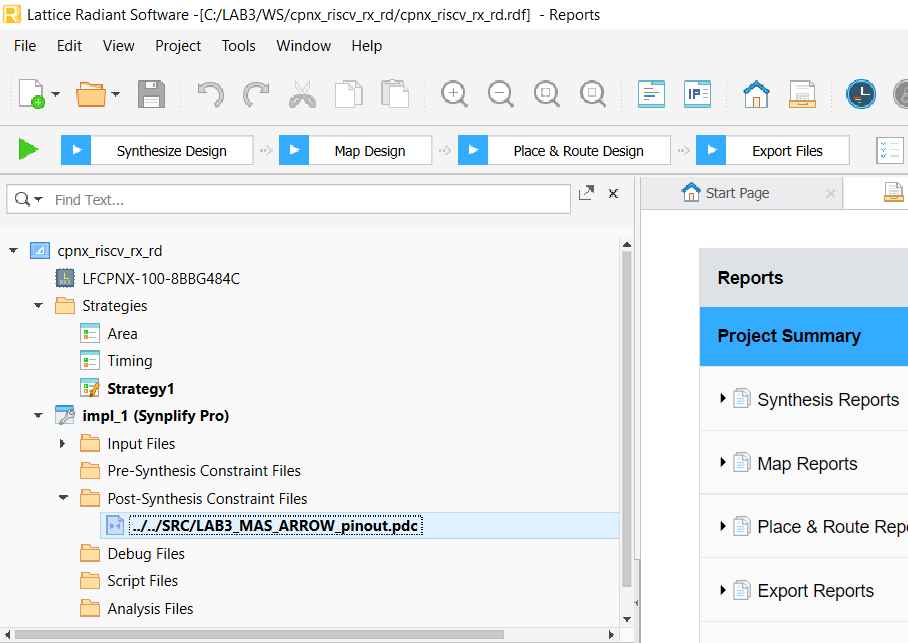 Lattice Radiant Software -[C:/LAB3/WS/cpnx_riscv_rx_rd/cpnx_riscv_rx_rd.rdf] - Reports
File Edit View Project Tools Window Help
IP
Synthesize Design Map Design Place & Route Design Export Files
Find Text...
Start Page
cpnx_riscv_rx_rd
LFCPNX-100-8BBG484C
Strategies
Area
Timing
Strategy1
impl_1 (Synplify Pro)
Input Files
Pre-Synthesis Constraint Files
Post-Synthesis Constraint Files
../../SRC/LAB3_MAS_ARROW_pinout.pdc
Debug Files
Script Files
Analysis Files
Reports
Project Summary
Synthesis Reports
Map Reports
Place & Route Repo
Export Reports